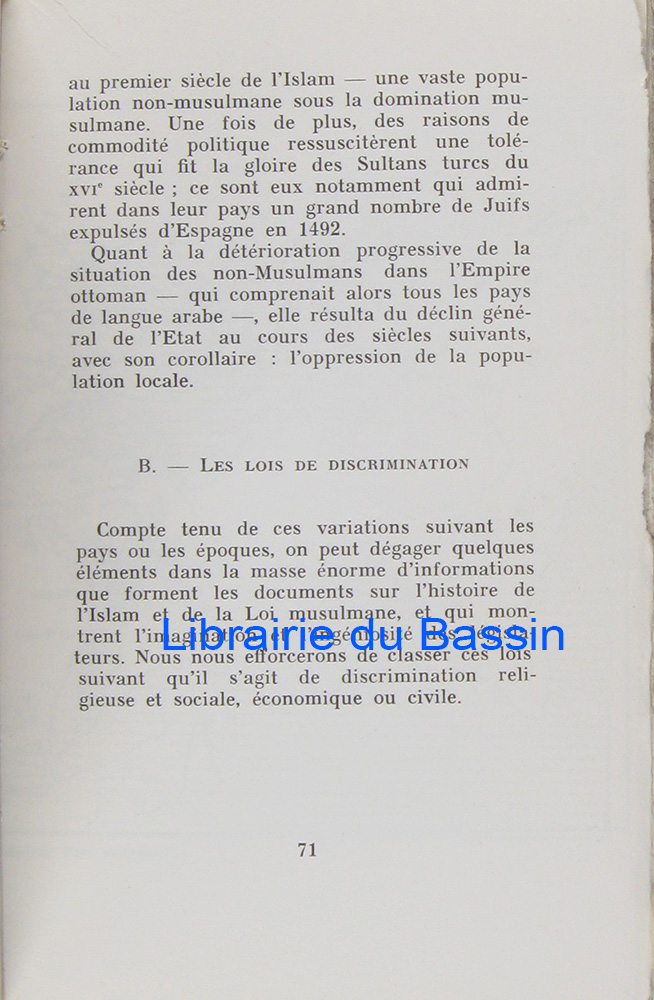 au premier siècle de l'Islam — une vaste popu-
lation non-musulmane sous la domination mu-
sulmane. Une fois de plus, des raisons de
commodité politique ressuscitèrent une tolé-
rance qui fit la gloire des Sultans turcs du
XVIe siècle ; ce sont eux notamment qui admi-
rent dans leur pays un grand nombre de Juifs
expulsés d'Espagne en 1492.
Quant à la détérioration progressive de la
situation des non-Musulmans dans l'Empire
ottoman — qui comprenait alors tous les pays
de langue arabe —, elle résulta du déclin géné-
ral de l'Etat au cours des siècles suivants,
avec son corollaire : l'oppression de la popu-
lation locale.
B. — LES LOIS DE DISCRIMINATION
Compte tenu de ces variations suivant les
pays ou les époques, on peut dégager quelques
éléments dans la masse énorme d'informations
que forment les documents sur l'histoire de
l'Islam et de la Loi musulmane, et qui mon-
trent l'imagination et l'ingéniosité des législa-
Librairie du Bassin
teurs. Nous nous efforcerons de classer ces lois
suivant qu'il s'agit de discrimination reli-
gieuse et sociale, économique ou civile.
71